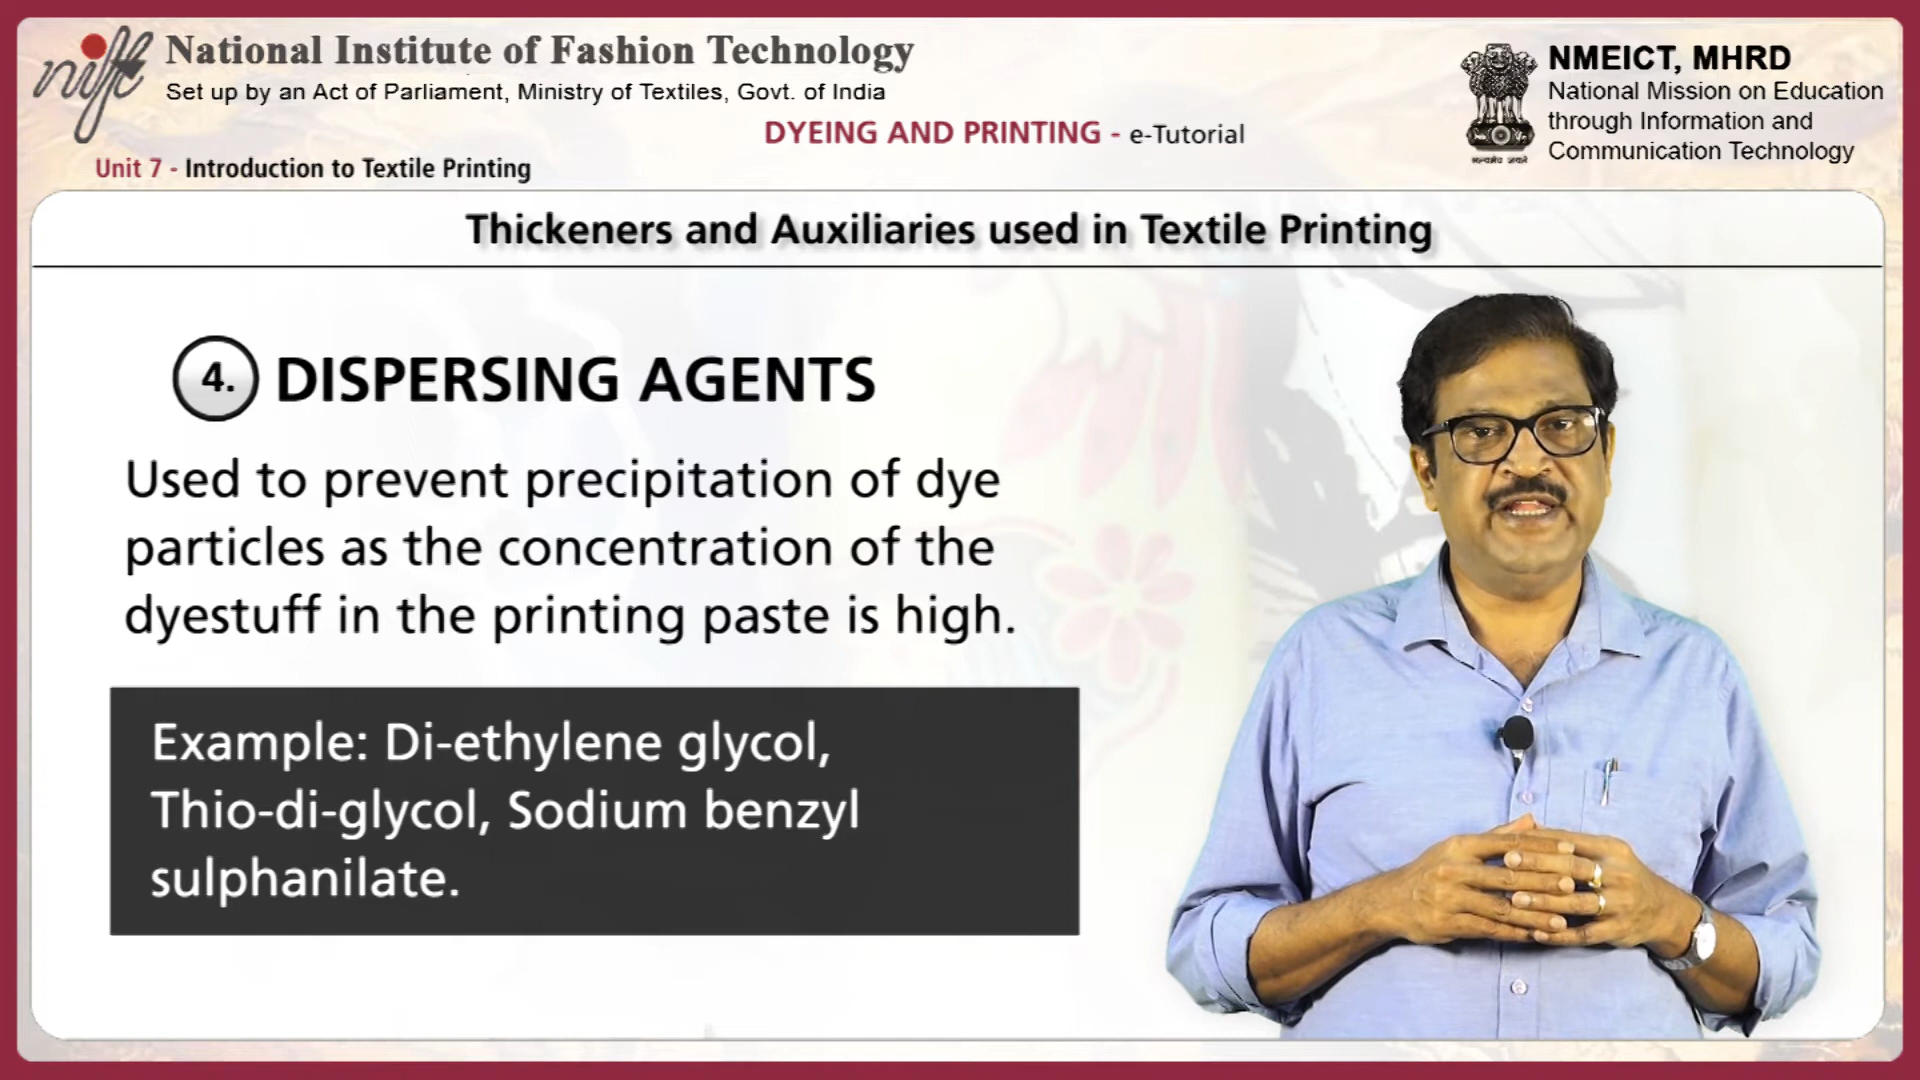 nift
National Institute of Fashion Technology
Set up by an Act of Parliament, Ministry of Textiles, Govt. of India
NMEICT, MHRD
National Mission on Education
through Information and
Communication Technology
सत्यमेव जयते
DYEING AND PRINTING - e-Tutorial
Unit 7 - Introduction to Textile Printing
Thickeners and Auxiliaries used in Textile Printing
4. DISPERSING AGENTS
Used to prevent precipitation of dye
particles as the concentration of the
dyestuff in the printing paste is high.
Example: Di-ethylene glycol,
Thio-di-glycol, Sodium benzyl
sulphanilate.